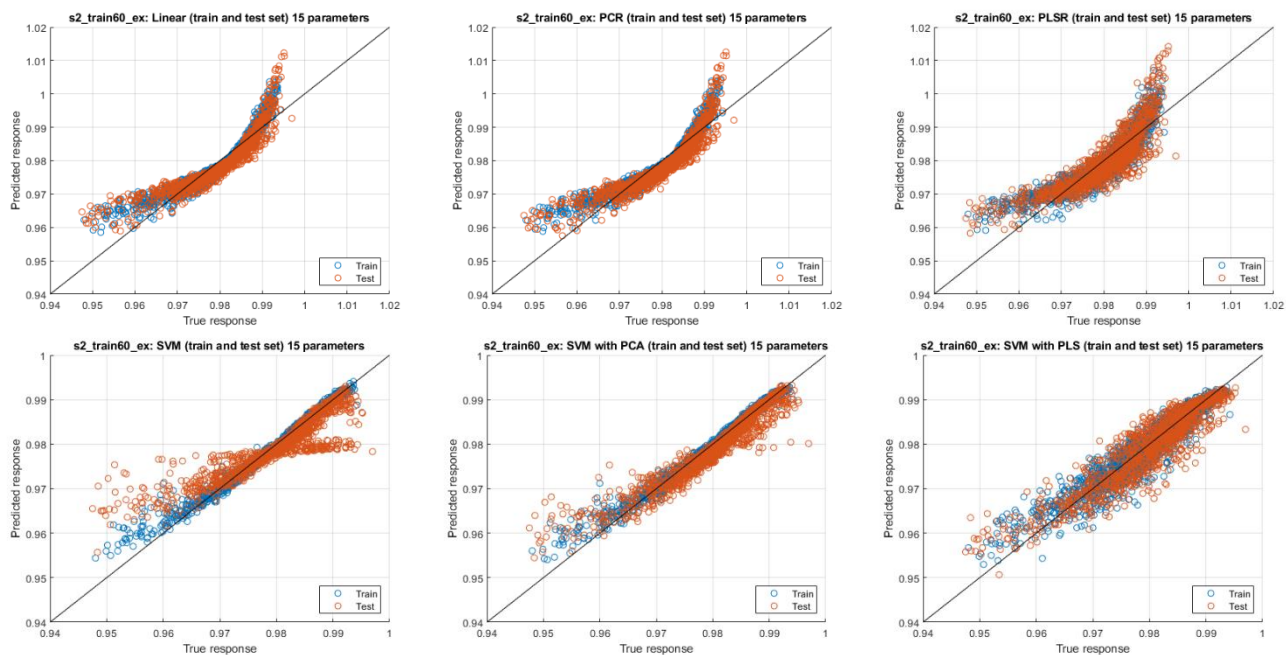 s2_train60_ex: Linear (train and test set) 15 parameters
1.02
1.01
1
0.99
0.98
0.97
0.96
0.95
0.94
Predicted response
0.94 0.95 0.96 0.97 0.98 0.99 1 1.01 1.02
True response
Train
Test
s2_train60_ex: PCR (train and test set) 15 parameters
1.02
1.01
1
0.99
0.98
0.97
0.96
0.95
0.94
Predicted response
0.94 0.95 0.96 0.97 0.98 0.99 1 1.01 1.02
True response
Train
Test
s2_train60_ex: PLSR (train and test set) 15 parameters
1.02
1.01
1
0.99
0.98
0.97
0.96
0.95
0.94
Predicted response
0.94 0.95 0.96 0.97 0.98 0.99 1 1.01 1.02
True response
Train
Test
s2_train60_ex: SVM (train and test set) 15 parameters
1
0.99
0.98
0.97
0.96
0.95
0.94
Predicted response
0.94 0.95 0.96 0.97 0.98 0.99 1
True response
Train
Test
s2_train60_ex: SVM with PCA (train and test set) 15 parameters
1
0.99
0.98
0.97
0.96
0.95
0.94
Predicted response
0.94 0.95 0.96 0.97 0.98 0.99 1
True response
Train
Test
s2_train60_ex: SVM with PLS (train and test set) 15 parameters
1
0.99
0.98
0.97
0.96
0.95
0.94
Predicted response
0.94 0.95 0.96 0.97 0.98 0.99 1
True response
Train
Test